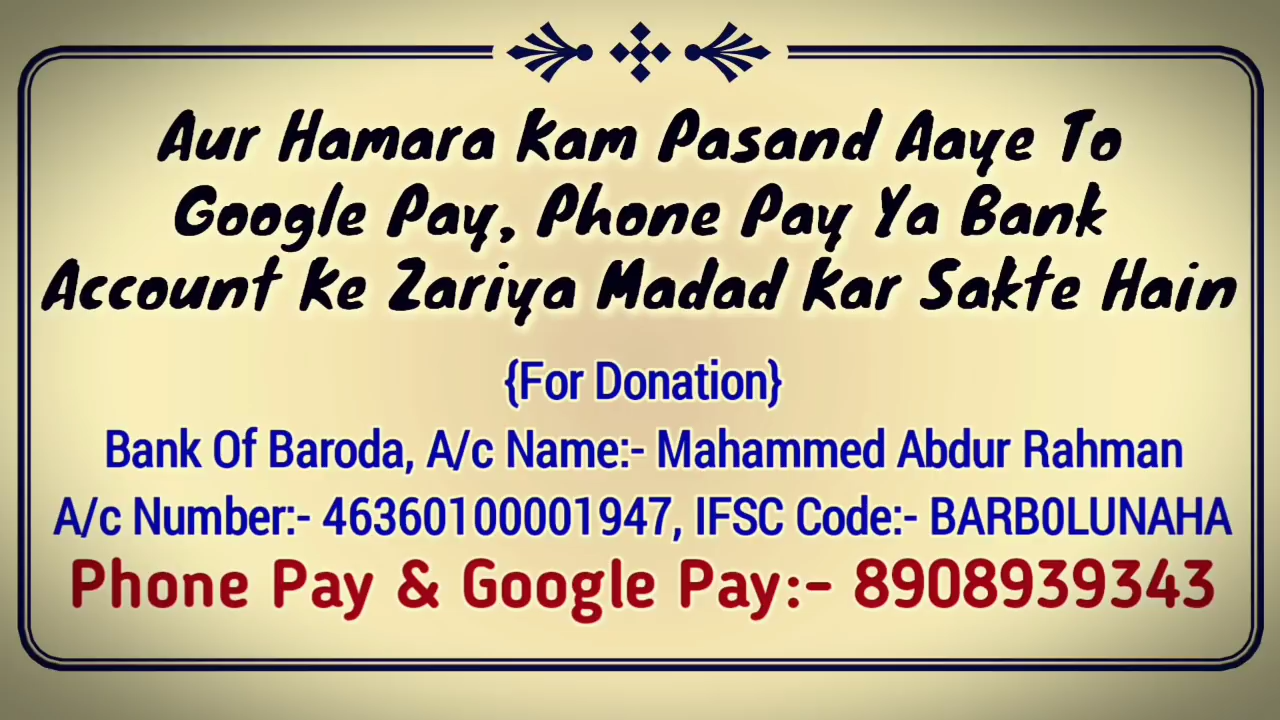 Aur Hamara Kam Pasand Aaye To
Google Pay, Phone Pay Ya Bank
Account Ke Zariya Madad Kar Sakte Hain
{For Donation}
Bank Of Baroda, A/c Name:- Mahammed Abdur Rahman
A/c Number:- 46360100001947, IFSC Code:- BARB0LUNAHA
Phone Pay & Google Pay:- 8908939343